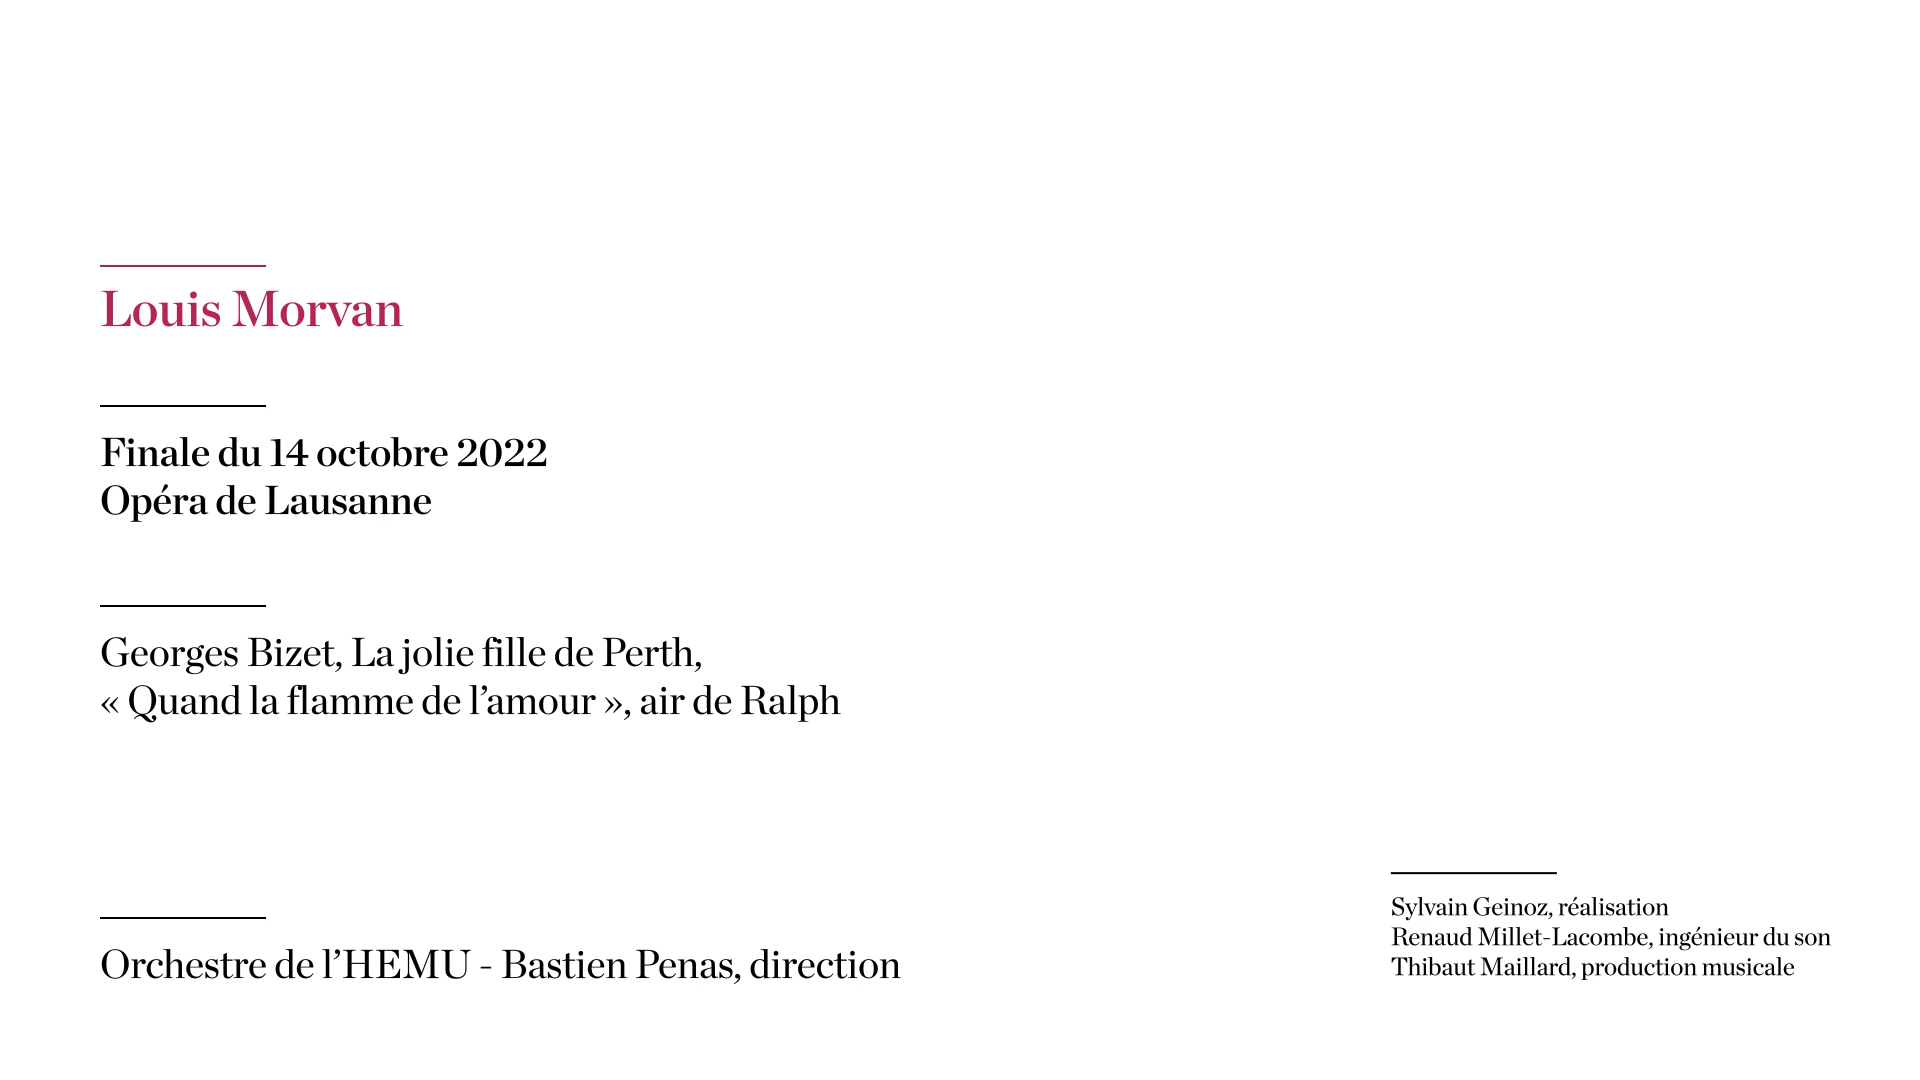 Louis Morvan
Finale du 14 octobre 2022
Opéra de Lausanne
Georges Bizet, La jolie fille de Perth,
« Quand la flamme de l’amour », air de Ralph
Orchestre de l’HEMU - Bastien Penas, direction
Sylvain Geinoz, réalisation
Renaud Millet-Lacombe, ingénieur du son
Thibaut Maillard, production musicale